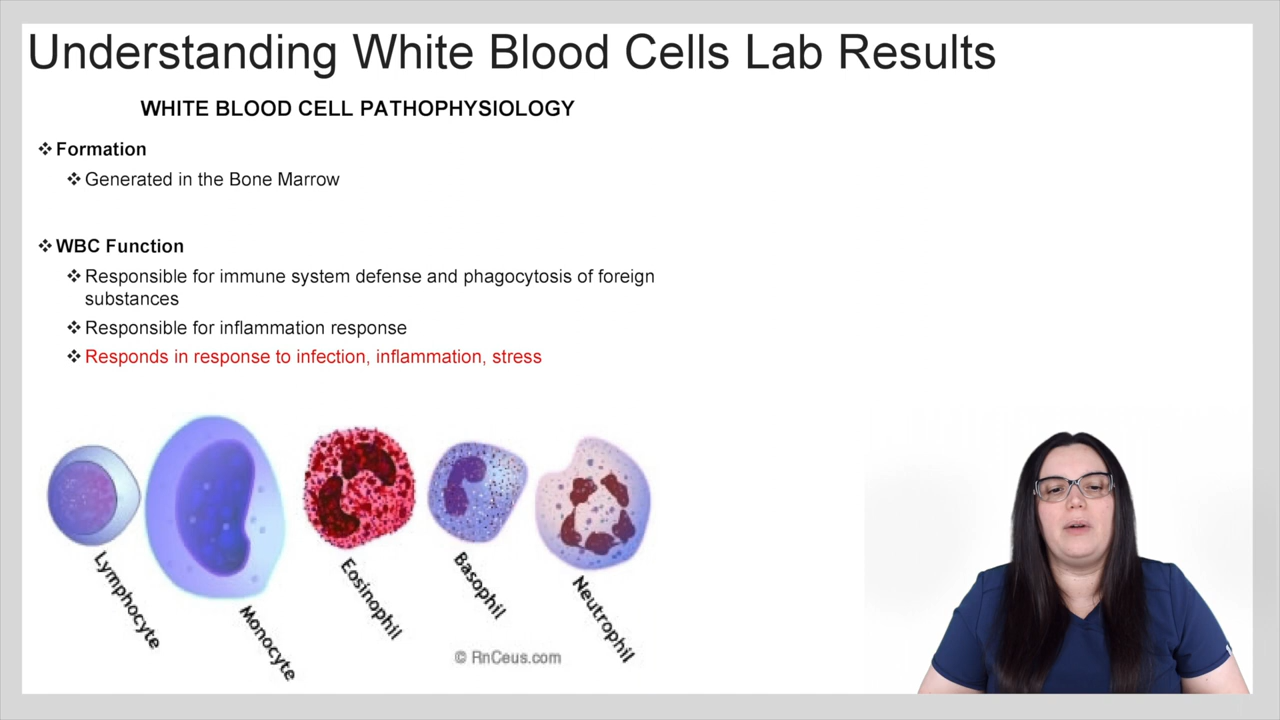 Understanding White Blood Cells Lab Results
WHITE BLOOD CELL PATHOPHYSIOLOGY
❖ Formation
❖ Generated in the Bone Marrow
❖ WBC Function
❖ Responsible for immune system defense and phagocytosis of foreign
substances
❖ Responsible for inflammation response
❖ Responds in response to infection, inflammation, stress
Lymphocyte
Monocyte
Eosinophil
Basophil
Neutrophil
© RnCeus.com